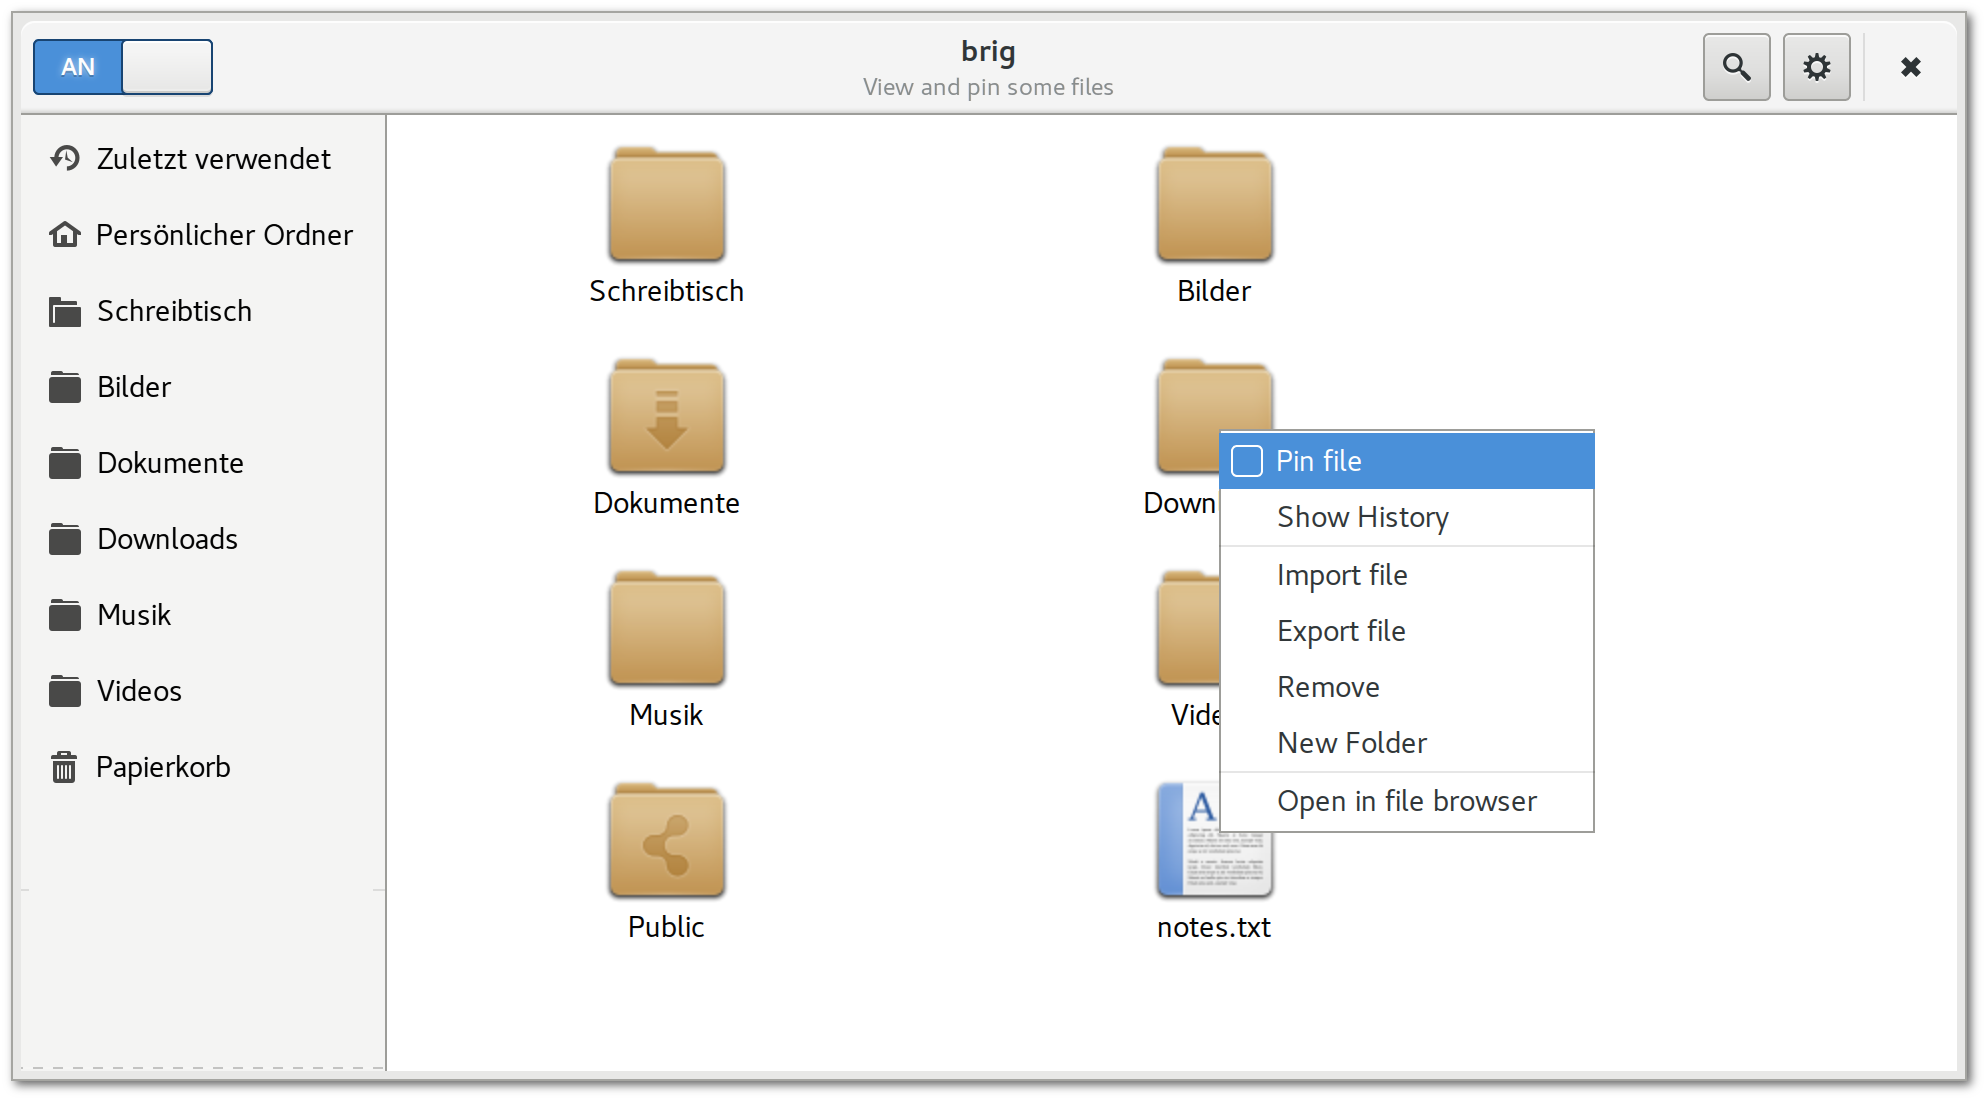 AN
brig
View and pin some files
Zuletzt verwendet
Persönlicher Ordner
Schreibtisch
Bilder
Dokumente
Downloads
Musik
Videos
Papierkorb
Schreibtisch
Bilder
Dokumente
Down
Musik
Vide
Public
A
notes.txt
Pin file
Show History
Import file
Export file
Remove
New Folder
Open in file browser